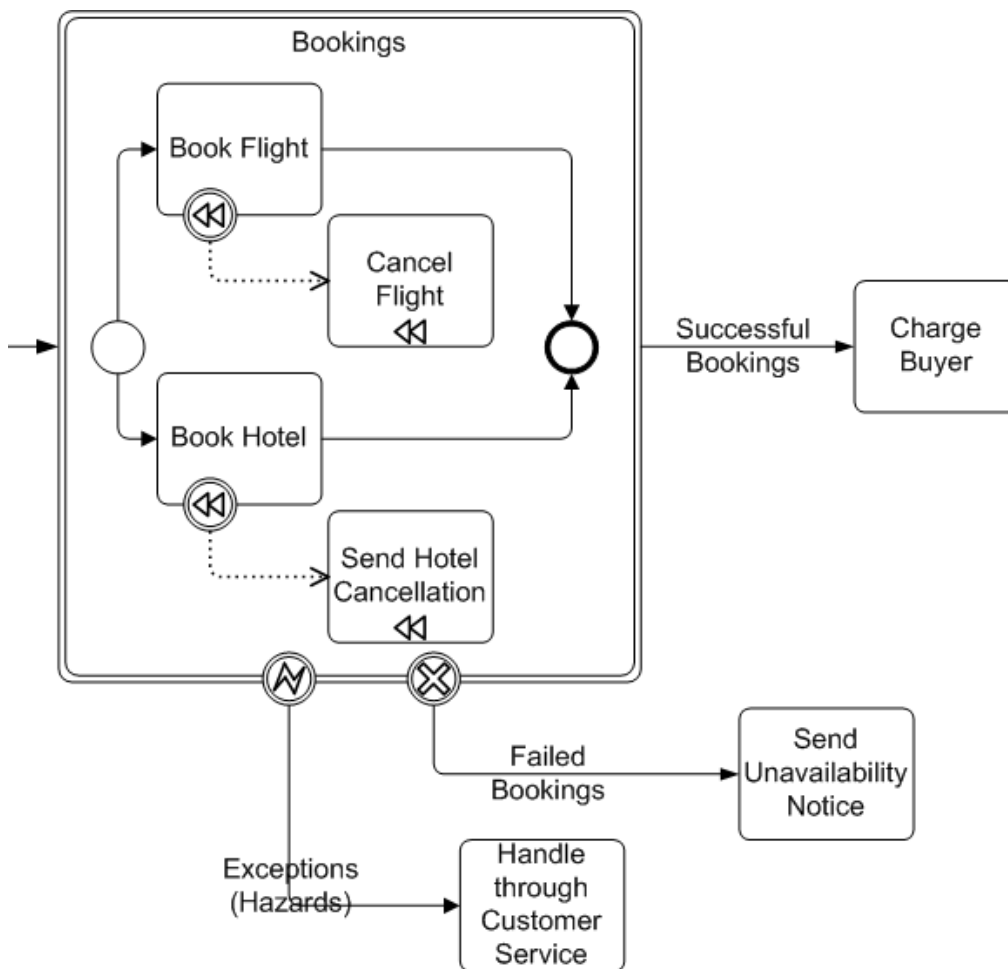 Bookings
Book Flight
Cancel
Flight
Successful
Bookings
Charge
Buyer
Book Hotel
Send Hotel
Cancellation
Failed
Bookings
Send
Unavailability
Notice
Exceptions
(Hazards)
Handle
through
Customer
Service